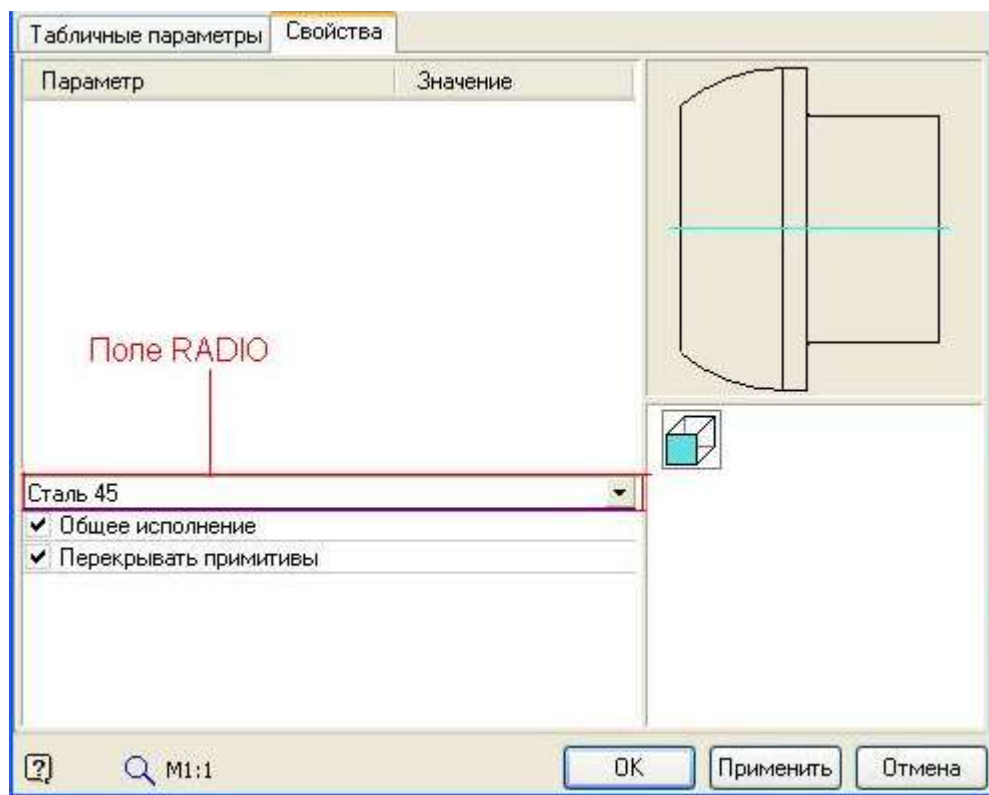 Табличные параметры Свойства
Параметр Значение
Поле RADIO
Сталь 45
Общее исполнение
Перекрывать примитивы
M1:1 OK Применить Отмена